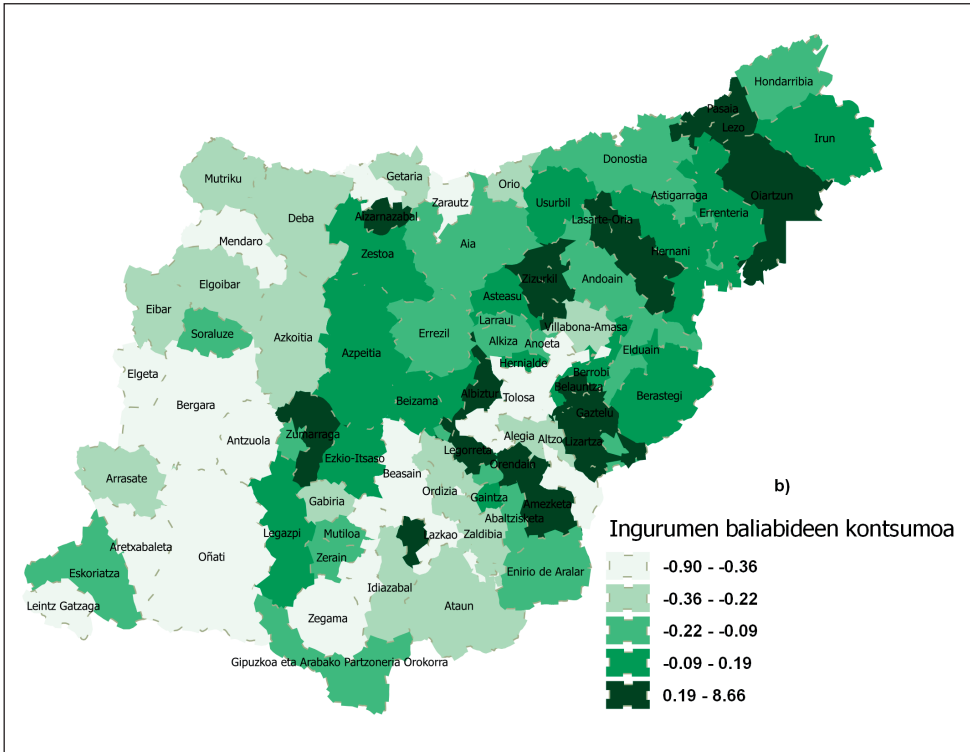 Hondarribia
Pasaia
Lezo
Irun
Donostia
Getaria
Mutriku
Orio
Oiartzun
Astigarraga
Zarautz
Usurbil
Errenteria
Deba
Aizarnazabal
Lasarte-Oria
Mendaro
Aia
Zestoa
Hernani
Zizurkil
Andoain
Elgoibar
Asteasu
Eibar
Larraul
Villabona-Amasa
Soraluze
Errezil
Azkoitia
Alkiza
Anoeta
Azpeitia
Elduain
Hernialde
Elgeta
Berrobi
Belauntza
Albiztur
Berastegi
Tolosa
Beizama
Bergara
Gaztelu
Zumarraga
Alegia
Altzo
Antzuola
Lizartza
Legorreta
Ezkio-Itsaso
Orendain
Beasain
Arrasate
b)
Ordizia
Gaintza
Gabiria
Amezketa
Abaltzisketa
Ingurumen baliabideen kontsumoa
Legazpi
Mutiloa
Lazkao
Zaldibia
Aretxabaleta
Oñati
Zerain
-0.90 - -0.36
Eskoriatza
Enirio de Aralar
Idiazabal
-0.36 - -0.22
Leintz Gatzaga
Ataun
Zegama
-0.22 - -0.09
Gipuzkoa eta Arabako Partzoneria Orokorra
-0.09 - 0.19
0.19 - 8.66